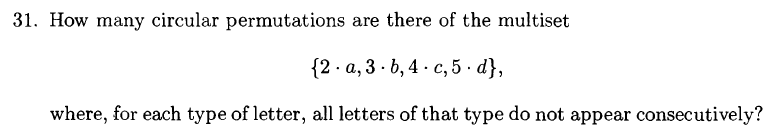 31. How many circular permutations are there of the multiset
{2 · a, 3 · b, 4 · c, 5 · d},
where, for each type of letter, all letters of that type do not appear consecutively?